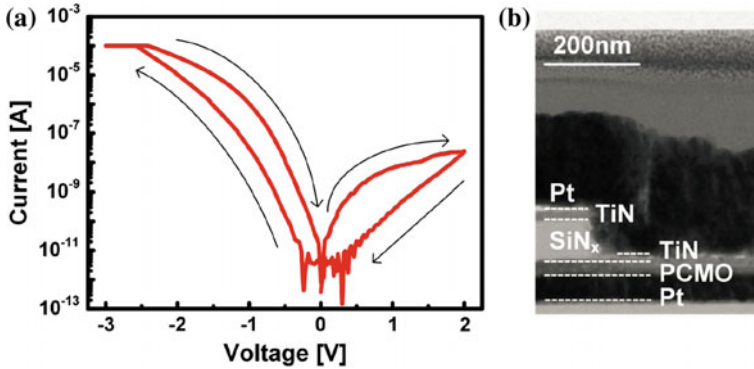 (a)
10⁻³
10⁻⁵
10⁻⁷
10⁻⁹
10⁻¹¹
10⁻¹³
Current [A]
-3 -2 -1 0 1 2
Voltage [V]
(b)
200nm
Pt
TiN
SiNₓ
TiN
PCMO
Pt